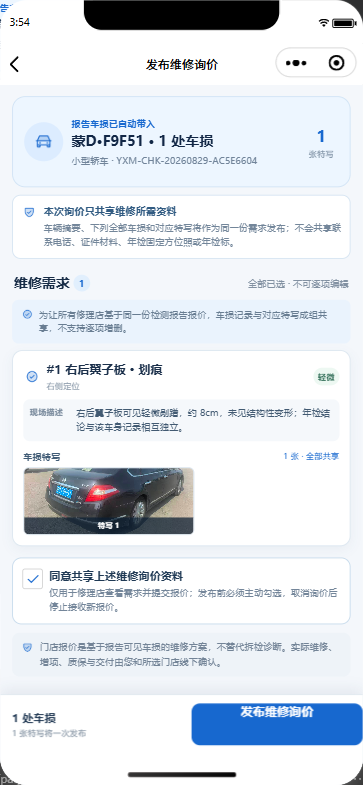 3:54
发布维修询价
报告车损已自动带入
蒙D•F9F51 • 1 处车损
小型轿车 · YXM-CHK-20260829-AC5E6604
1
张特写
本次询价只共享维修所需资料
车辆摘要、下列全部车损和对应特写将作为同一份需求发布；不会共享联
系电话、证件材料、年检固定方位照或年检标。
维修需求 1
全部已选 · 不可逐项编辑
为让所有修理店基于同一份检测报告报价，车损记录与对应特写成组共
享，不支持逐项增删。
#1 右后翼子板 • 划痕
轻微
右侧定位
现场描述
右后翼子板可见轻微剐蹭，约 8cm，未见结构性变形；年检结
论与该车身记录相互独立。
车损特写
1 张 · 全部共享
特写 1
同意共享上述维修询价资料
仅用于修理店查看需求并提交报价；发布前必须主动勾选，取消询价后
停止接收新报价。
门店报价是基于报告可见车损的维修方案，不替代拆检诊断。实际维修、
增项、质保与交付由您和所选门店线下确认。
1 处车损
1 张特写将一次发布
发布维修询价